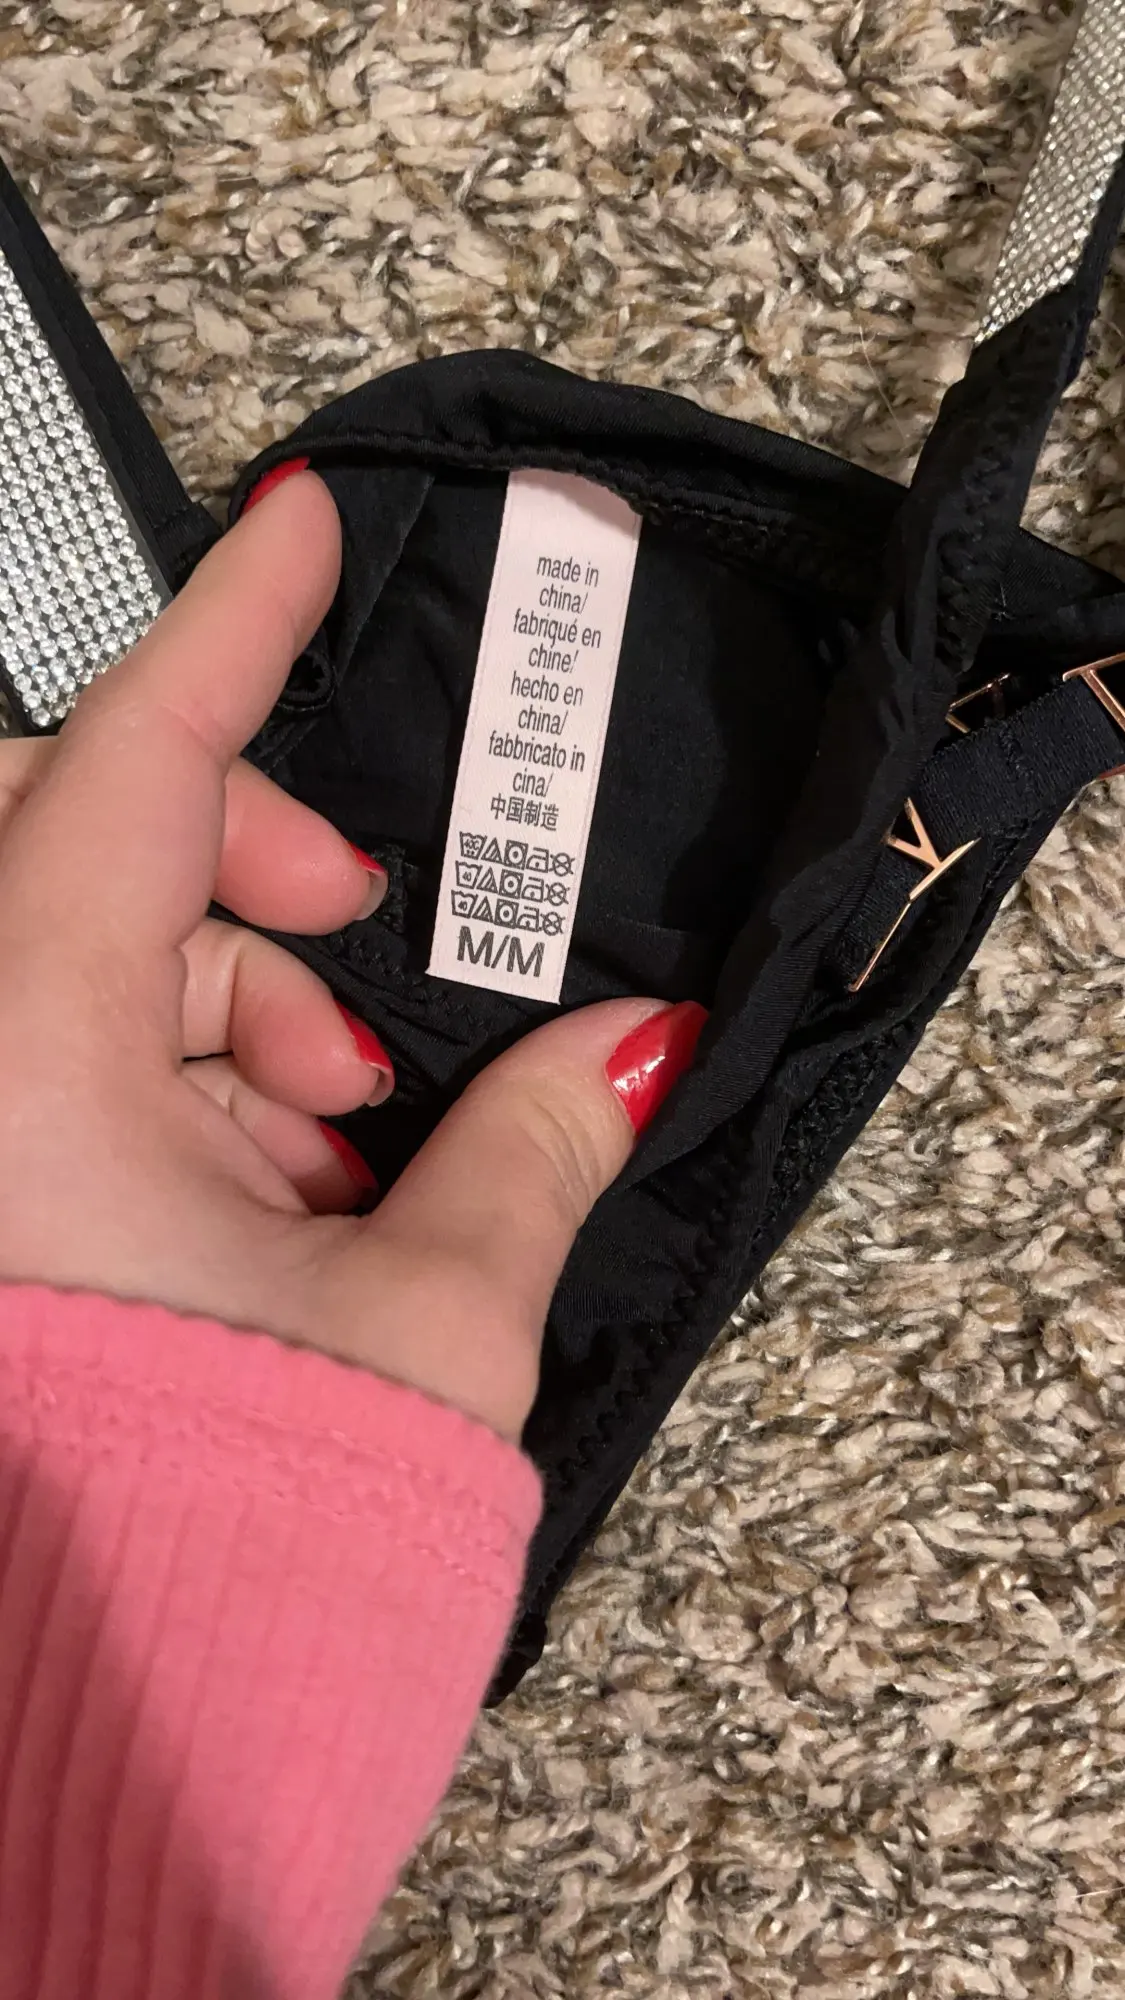 made in
china/
fabriqué en
chine/
hecho en
china/
fabbricato in
cina/
中国制造
M/M
Y